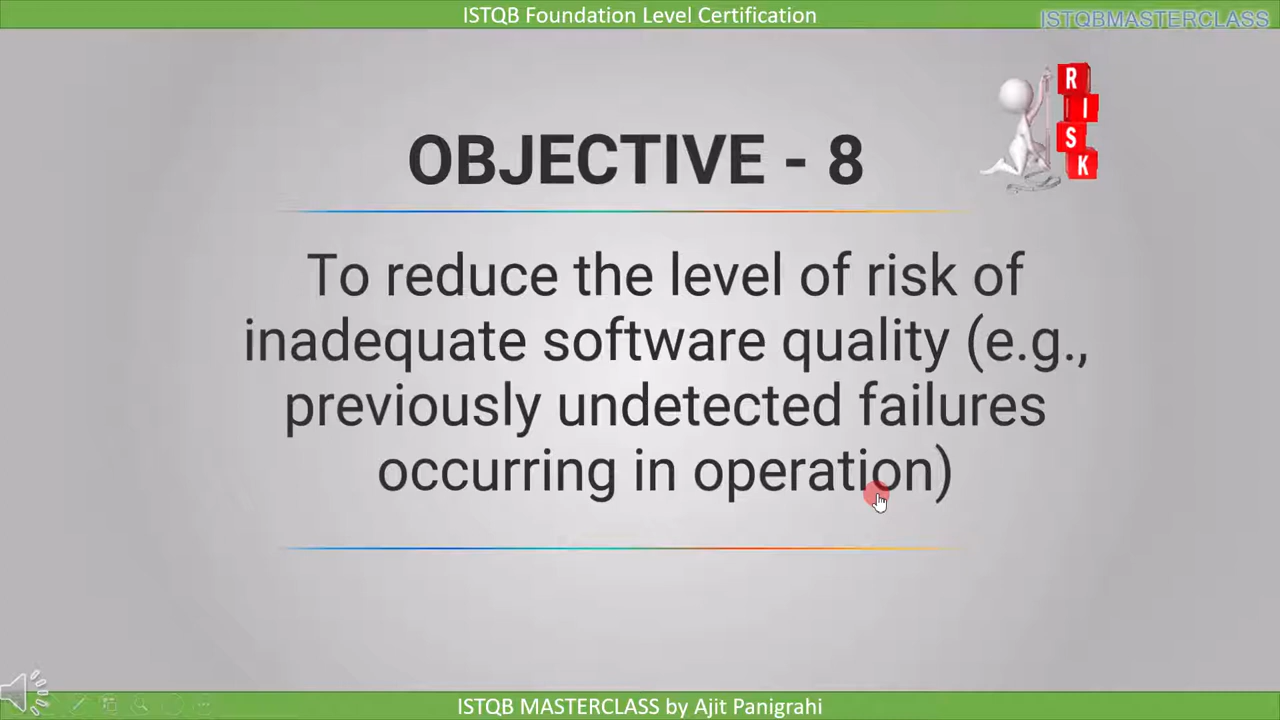 ISTQB Foundation Level Certification
ISTQBMASTERCLASS
R
I
S
K
OBJECTIVE - 8
To reduce the level of risk of
inadequate software quality (e.g.,
previously undetected failures
occurring in operation)
ISTQB MASTERCLASS by Ajit Panigrahi